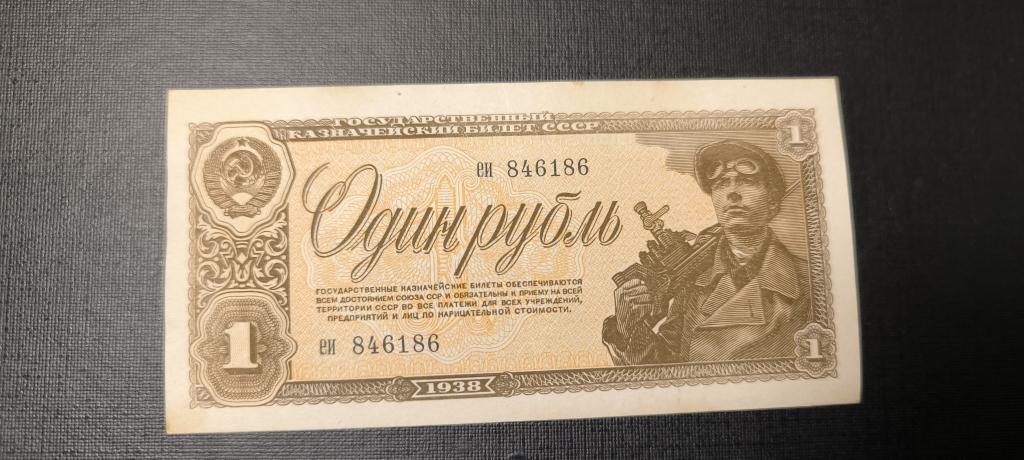 ГОСУДАРСТВЕННЫЙ
КАЗНАЧЕЙСКИЙ БИЛЕТ СССР
1
еи 846186
Один рубль
ГОСУДАРСТВЕННЫЕ КАЗНАЧЕЙСКИЕ БИЛЕТЫ ОБЕСПЕЧИВАЮТСЯ
ВСЕМ ДОСТОЯНИЕМ СОЮЗА ССР И ОБЯЗАТЕЛЬНЫ К ПРИЕМУ НА ВСЕЙ
ТЕРРИТОРИИ СССР ВО ВСЕ ПЛАТЕЖИ ДЛЯ ВСЕХ УЧРЕЖДЕНИЙ,
ПРЕДПРИЯТИЙ И ЛИЦ ПО НАРИЦАТЕЛЬНОЙ СТОИМОСТИ.
1
еи 846186
1
1938